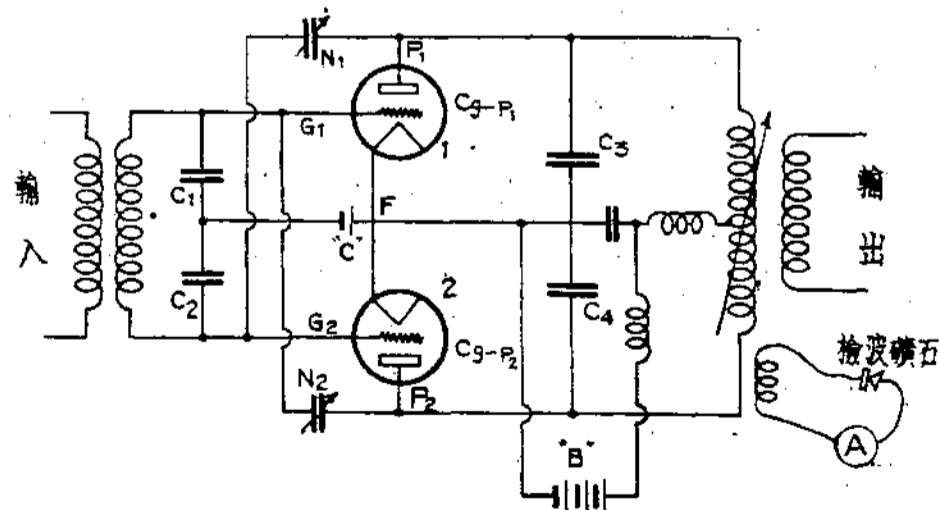 N₁
P₁
Cg-P₁
G₁
1
C₁
C₃
輸入
F
"C"
輸出
C₂
2
C₄
G₂
Cg-P₂
N₂
P₂
檢波礦石
"B"
A